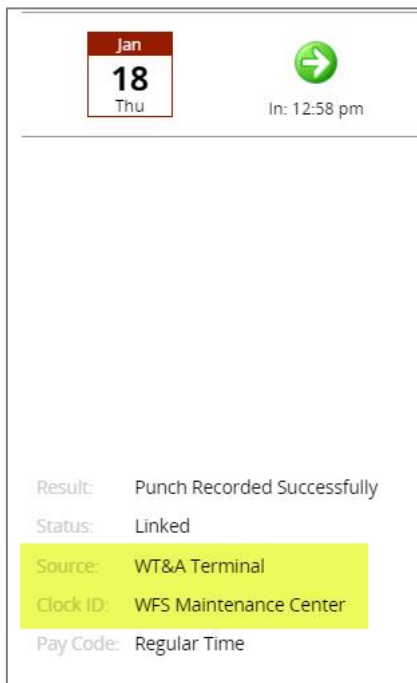 Jan
18
Thu
In: 12:58 pm
Result: Punch Recorded Successfully
Status: Linked
Source: WT&A Terminal
Clock ID: WFS Maintenance Center
Pay Code: Regular Time